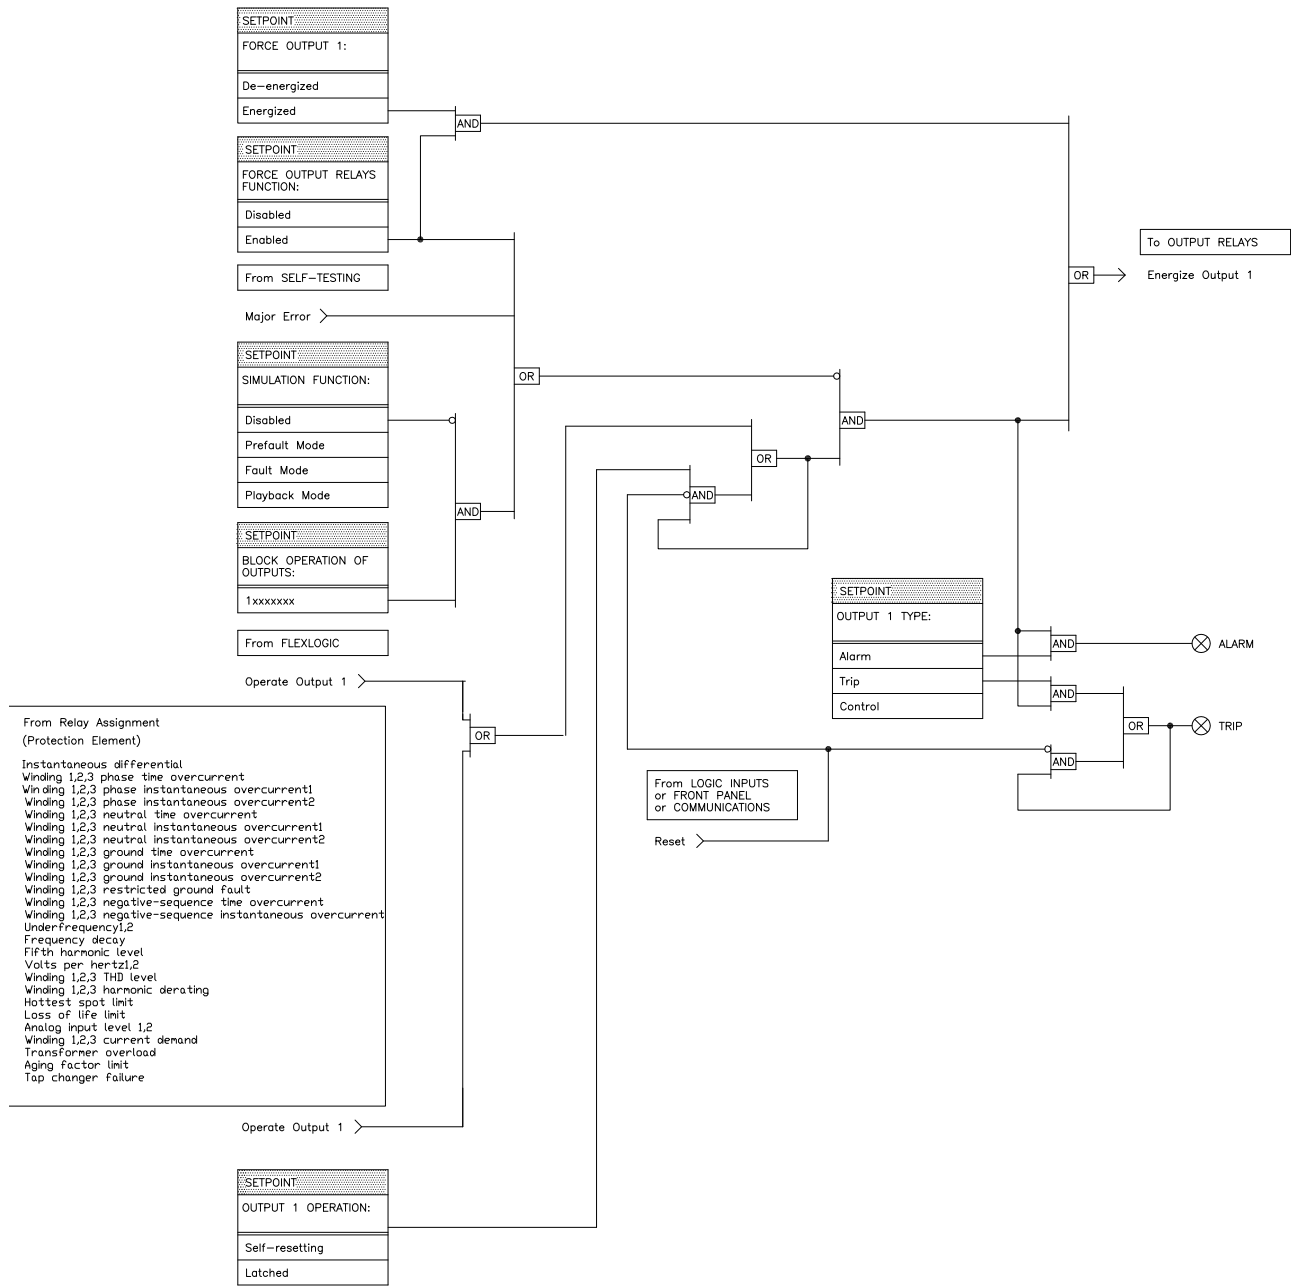 SETPOINT
FORCE OUTPUT 1:
De-energized
Energized
AND
SETPOINT
FORCE OUTPUT RELAYS
FUNCTION:
Disabled
Enabled
To OUTPUT RELAYS
OR
Energize Output 1
From SELF-TESTING
Major Error
SETPOINT
SIMULATION FUNCTION:
OR
Disabled
AND
Prefault Mode
OR
Fault Mode
Playback Mode
AND
AND
SETPOINT
BLOCK OPERATION OF
OUTPUTS:
1xxxxxxx
SETPOINT
OUTPUT 1 TYPE:
Alarm
Trip
Control
AND
ALARM
AND
OR
TRIP
AND
From FLEXLOGIC
Operate Output 1
OR
From Relay Assignment
(Protection Element)
Instantaneous differential
Winding 1,2,3 phase time overcurrent
Winding 1,2,3 phase instantaneous overcurrent1
Winding 1,2,3 phase instantaneous overcurrent2
Winding 1,2,3 neutral time overcurrent
Winding 1,2,3 neutral instantaneous overcurrent1
Winding 1,2,3 neutral instantaneous overcurrent2
Winding 1,2,3 ground time overcurrent
Winding 1,2,3 ground instantaneous overcurrent1
Winding 1,2,3 ground instantaneous overcurrent2
Winding 1,2,3 restricted ground fault
Winding 1,2,3 negative-sequence time overcurrent
Winding 1,2,3 negative-sequence instantaneous overcurrent
Underfrequency1,2
Frequency decay
Fifth harmonic level
Volts per hertz1,2
Winding 1,2,3 THD level
Winding 1,2,3 harmonic derating
Hottest spot limit
Loss of life limit
Analog input level 1,2
Winding 1,2,3 current demand
Transformer overload
Aging factor limit
Tap changer failure
From LOGIC INPUTS
or FRONT PANEL
or COMMUNICATIONS
Reset
Operate Output 1
SETPOINT
OUTPUT 1 OPERATION:
Self-resetting
Latched